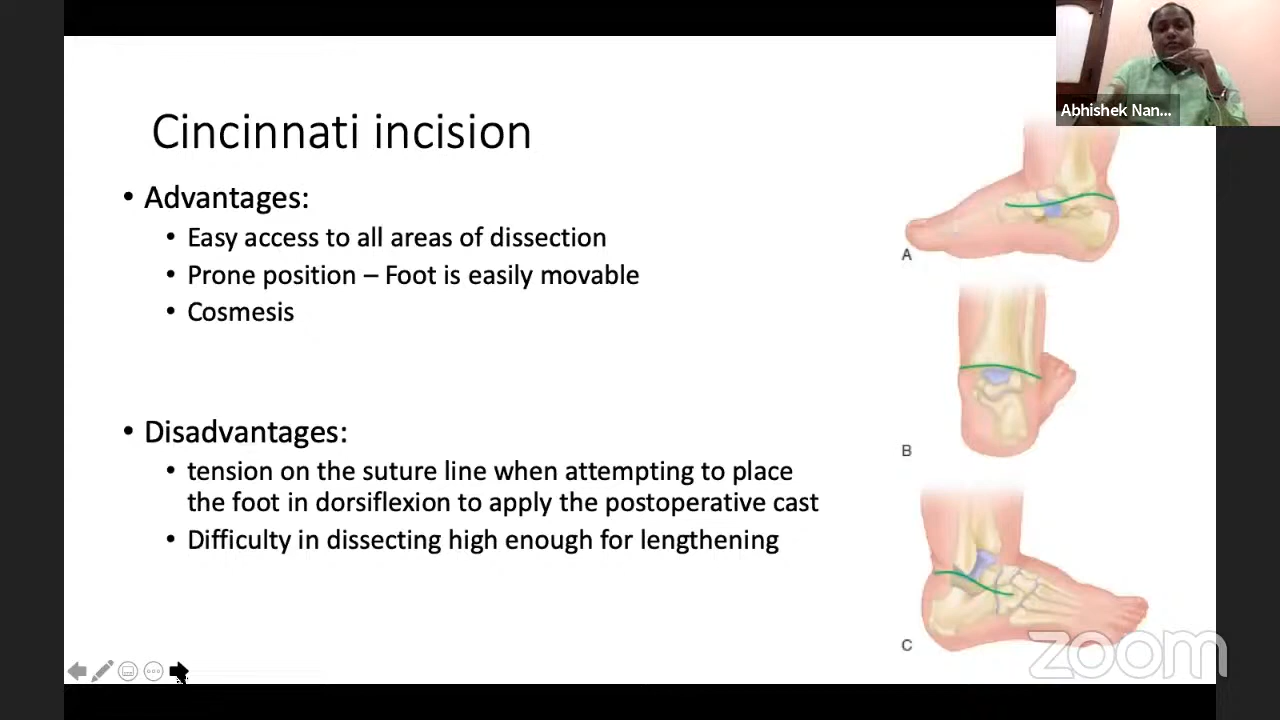 Abhishek Nan...
Cincinnati incision
• Advantages:
• Easy access to all areas of dissection
• Prone position – Foot is easily movable
• Cosmesis
• Disadvantages:
• tension on the suture line when attempting to place
the foot in dorsiflexion to apply the postoperative cast
• Difficulty in dissecting high enough for lengthening
A
B
C
zoom